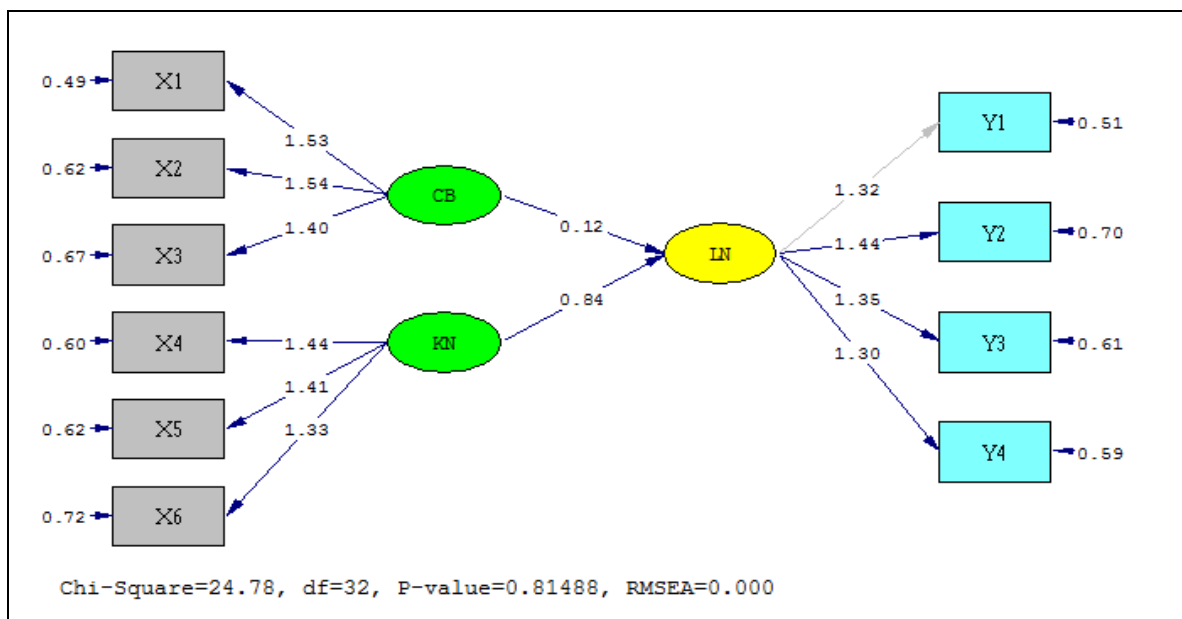 0.49 X1
0.62 X2
0.67 X3
0.60 X4
0.62 X5
0.72 X6
1.53
1.54
1.40
1.44
1.41
1.33
CB
KN
0.12
0.84
LN
1.32
1.44
1.35
1.30
Y1 0.51
Y2 0.70
Y3 0.61
Y4 0.59
Chi-Square=24.78, df=32, P-value=0.81488, RMSEA=0.000